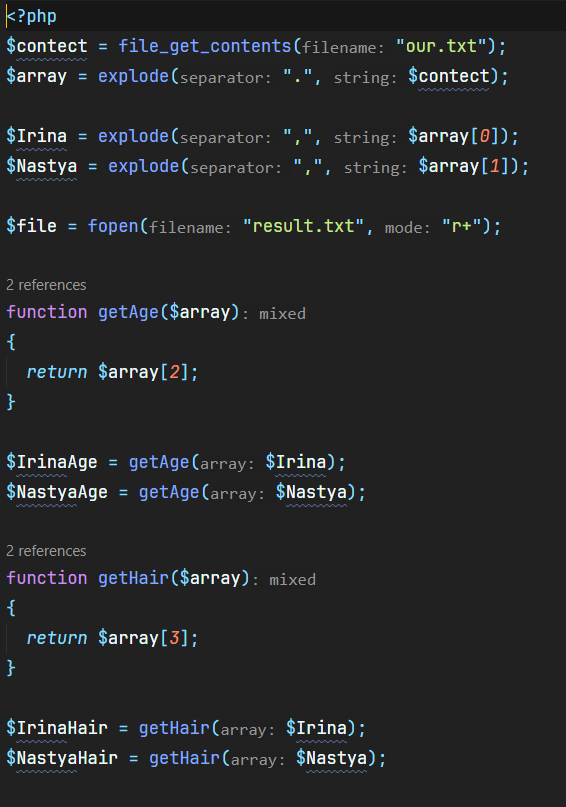 <?php
$contect = file_get_contents(filename: "our.txt");
$array = explode(separator: ".", string: $contect);
$Irina = explode(separator: ",", string: $array[0]);
$Nastya = explode(separator: ",", string: $array[1]);
$file = fopen(filename: "result.txt", mode: "r+");
2 references
function getAge($array): mixed
{
return $array[2];
}
$IrinaAge = getAge(array: $Irina);
$NastyaAge = getAge(array: $Nastya);
2 references
function getHair($array): mixed
{
return $array[3];
}
$IrinaHair = getHair(array: $Irina);
$NastyaHair = getHair(array: $Nastya);